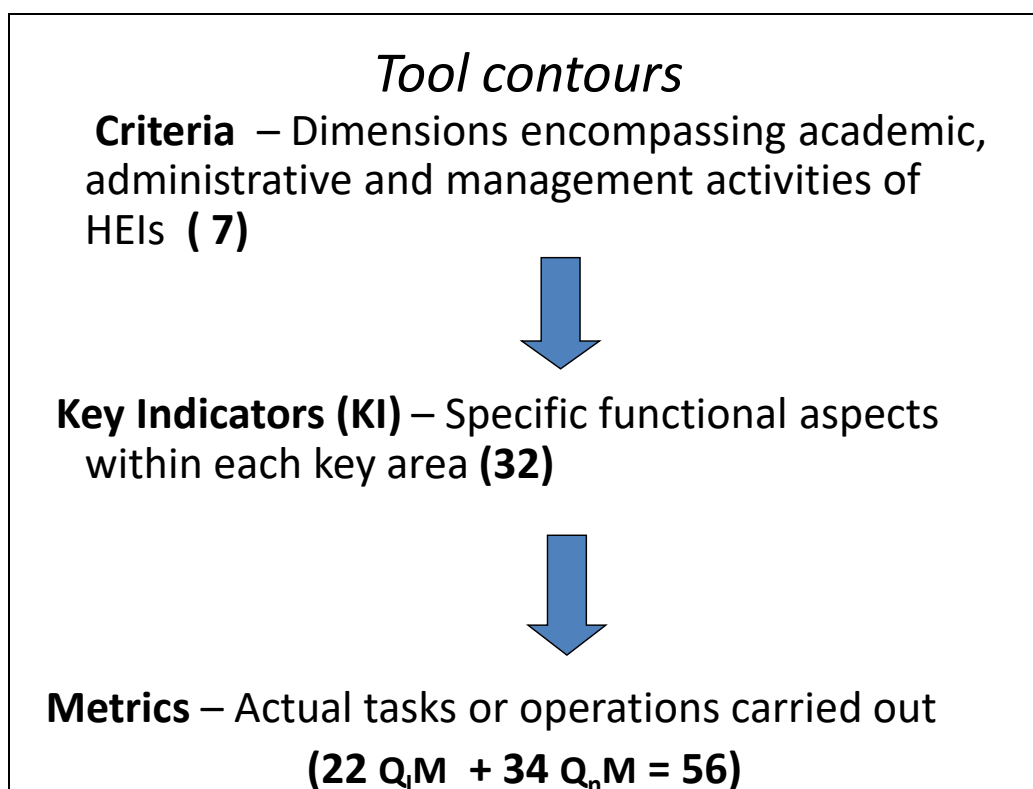 Tool contours
Criteria – Dimensions encompassing academic,
administrative and management activities of
HEIs ( 7)
Key Indicators (KI) – Specific functional aspects
within each key area (32)
Metrics – Actual tasks or operations carried out
(22 QlM + 34 QnM = 56)